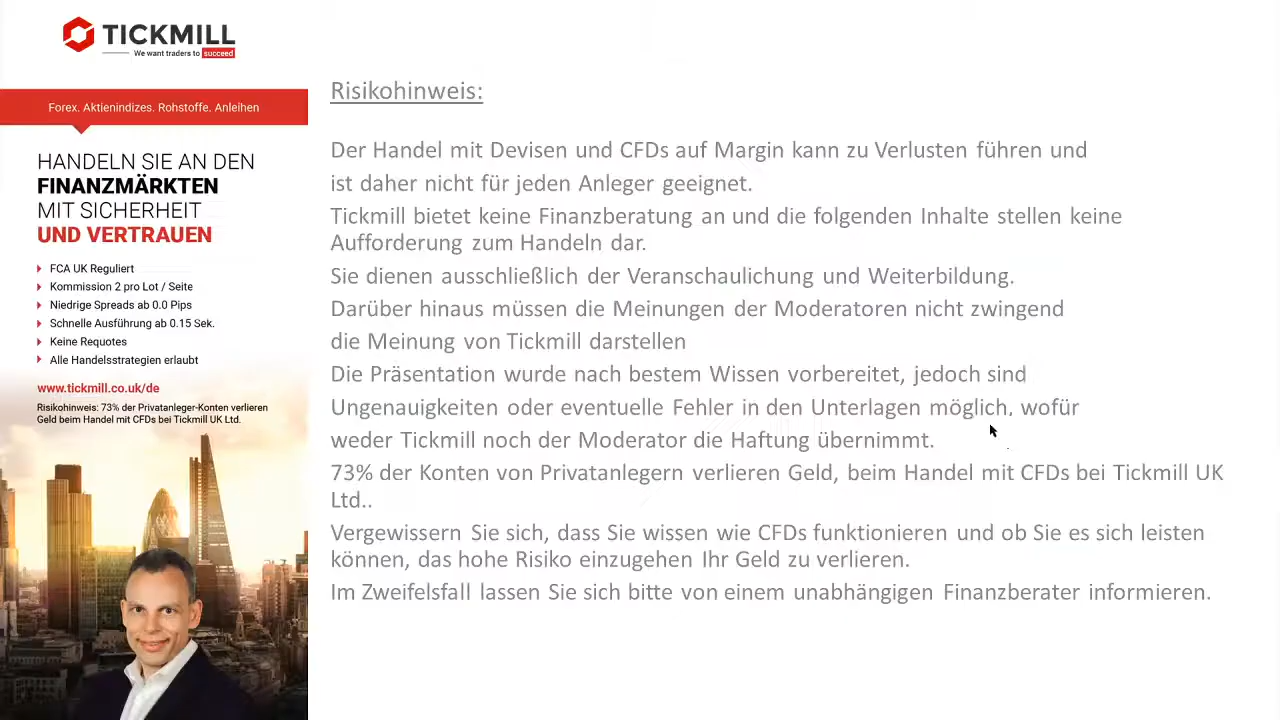 TICKMILL
We want traders to succeed
Forex. Aktienindizes. Rohstoffe. Anleihen
HANDELN SIE AN DEN
FINANZMÄRKTEN
MIT SICHERHEIT
UND VERTRAUEN
FCA UK Reguliert
Kommission 2 pro Lot / Seite
Niedrige Spreads ab 0.0 Pips
Schnelle Ausführung ab 0.15 Sek.
Keine Requotes
Alle Handelsstrategien erlaubt
www.tickmill.co.uk/de
Risikohinweis: 73% der Privatanleger-Konten verlieren
Geld beim Handel mit CFDs bei Tickmill UK Ltd.
Risikohinweis:
Der Handel mit Devisen und CFDs auf Margin kann zu Verlusten führen und
ist daher nicht für jeden Anleger geeignet.
Tickmill bietet keine Finanzberatung an und die folgenden Inhalte stellen keine
Aufforderung zum Handeln dar.
Sie dienen ausschließlich der Veranschaulichung und Weiterbildung.
Darüber hinaus müssen die Meinungen der Moderatoren nicht zwingend
die Meinung von Tickmill darstellen
Die Präsentation wurde nach bestem Wissen vorbereitet, jedoch sind
Ungenauigkeiten oder eventuelle Fehler in den Unterlagen möglich, wofür
weder Tickmill noch der Moderator die Haftung übernimmt.
73% der Konten von Privatanlegern verlieren Geld, beim Handel mit CFDs bei Tickmill UK
Ltd..
Vergewissern Sie sich, dass Sie wissen wie CFDs funktionieren und ob Sie es sich leisten
können, das hohe Risiko einzugehen Ihr Geld zu verlieren.
Im Zweifelsfall lassen Sie sich bitte von einem unabhängigen Finanzberater informieren.